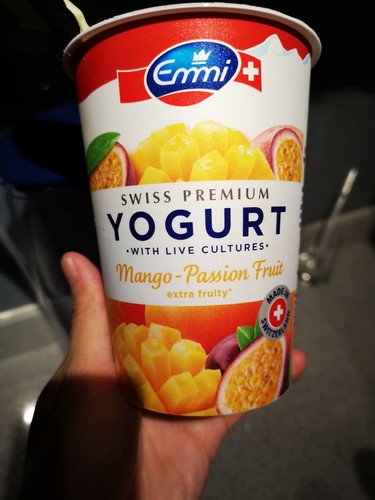 Emmi
SWISS PREMIUM
YOGURT
•WITH LIVE CULTURES•
Mango-Passion Fruit
extra fruity*
MADE IN
SWITZERLAND